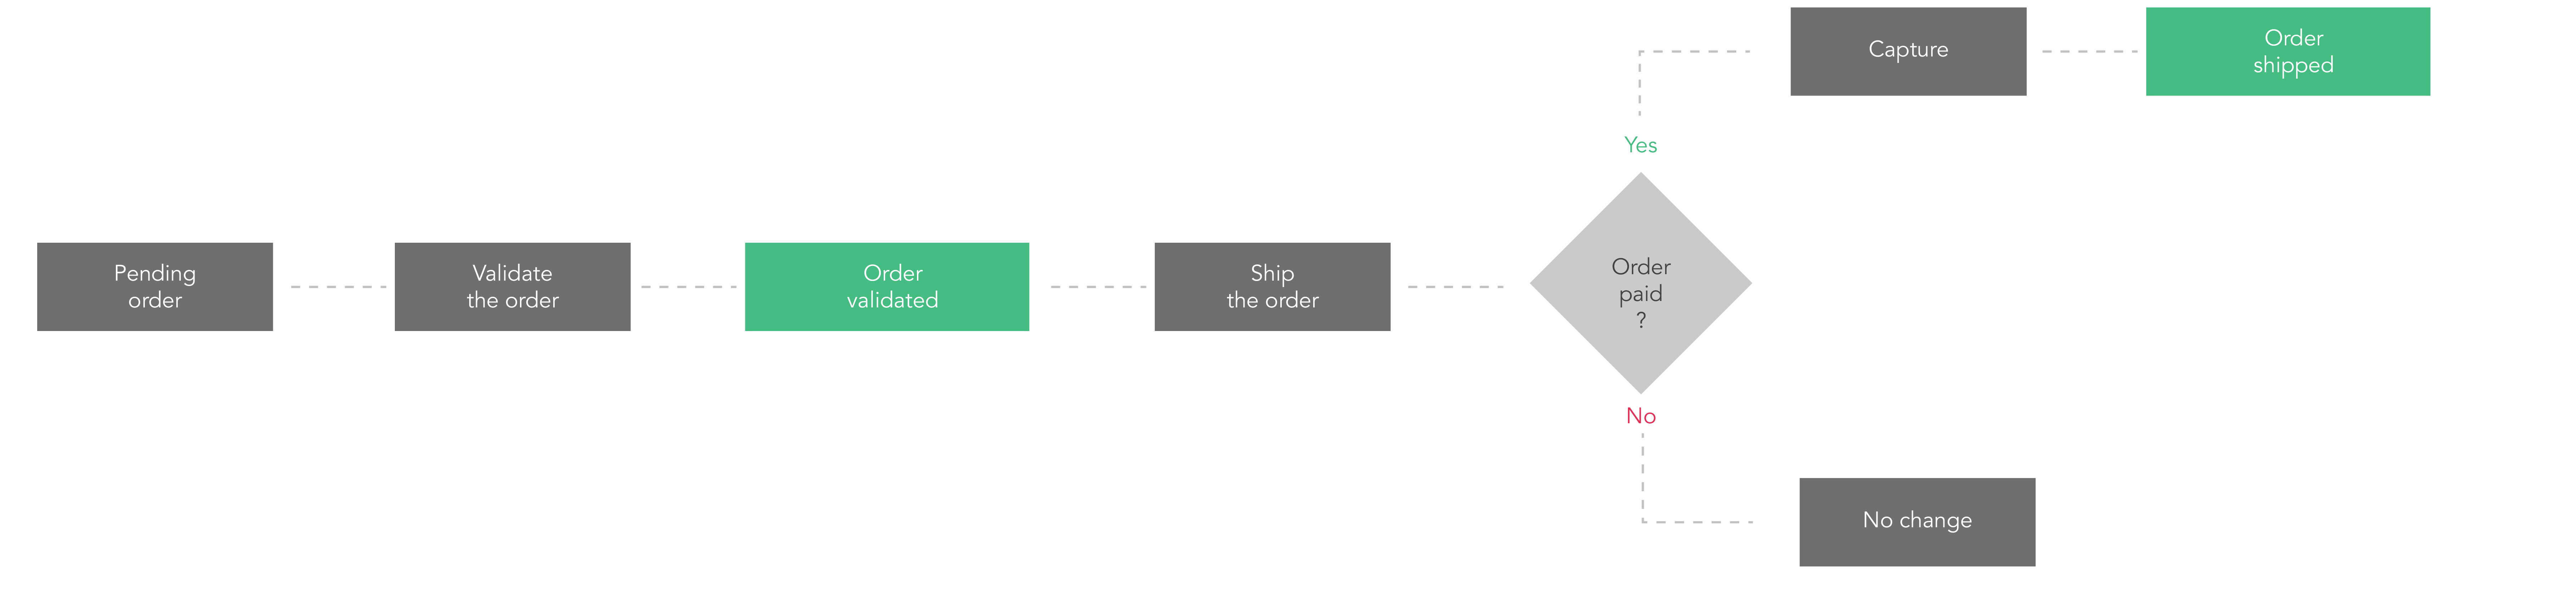 Pending
order
Validate
the order
Order
validated
Ship
the order
Order
paid
?
Yes
Capture
Order
shipped
No
No change